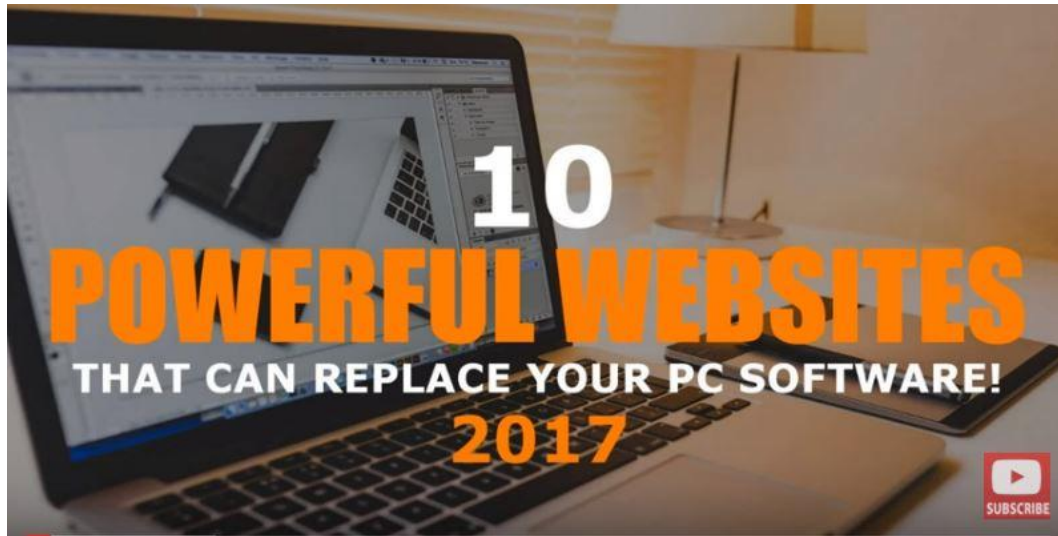 10
POWERFUL WEBSITES
THAT CAN REPLACE YOUR PC SOFTWARE!
2017
SUBSCRIBE